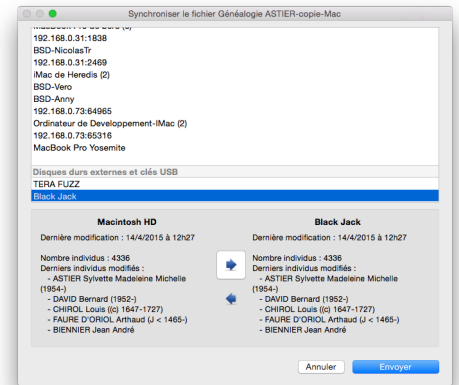 Synchroniser le fichier Généalogie ASTIER-copie-Mac
192.168.0.31:1838
BSD-NicolasTr
192.168.0.31:2469
iMac de Heredis (2)
BSD-Vero
BSD-Anny
192.168.0.73:64965
Ordinateur de Developpement-IMac (2)
192.168.0.73:65316
MacBook Pro Yosemite
Disques durs externes et clés USB
TERA FUZZ
Black Jack
Macintosh HD
Dernière modification : 14/4/2015 à 12h27
Nombre individus : 4336
Derniers individus modifiés :
- ASTIER Sylvette Madeleine Michelle
(1954-)
- DAVID Bernard (1952-)
- CHIROL Louis ((c) 1647-1727)
- FAURE D'ORIOL Arthaud (J < 1465-)
- BIENNIER Jean André
Black Jack
Dernière modification : 14/4/2015 à 12h27
Nombre individus : 4336
Derniers individus modifiés :
- ASTIER Sylvette Madeleine Michelle
(1954-)
- DAVID Bernard (1952-)
- CHIROL Louis ((c) 1647-1727)
- FAURE D'ORIOL Arthaud (J < 1465-)
- BIENNIER Jean André
Annuler
Envoyer